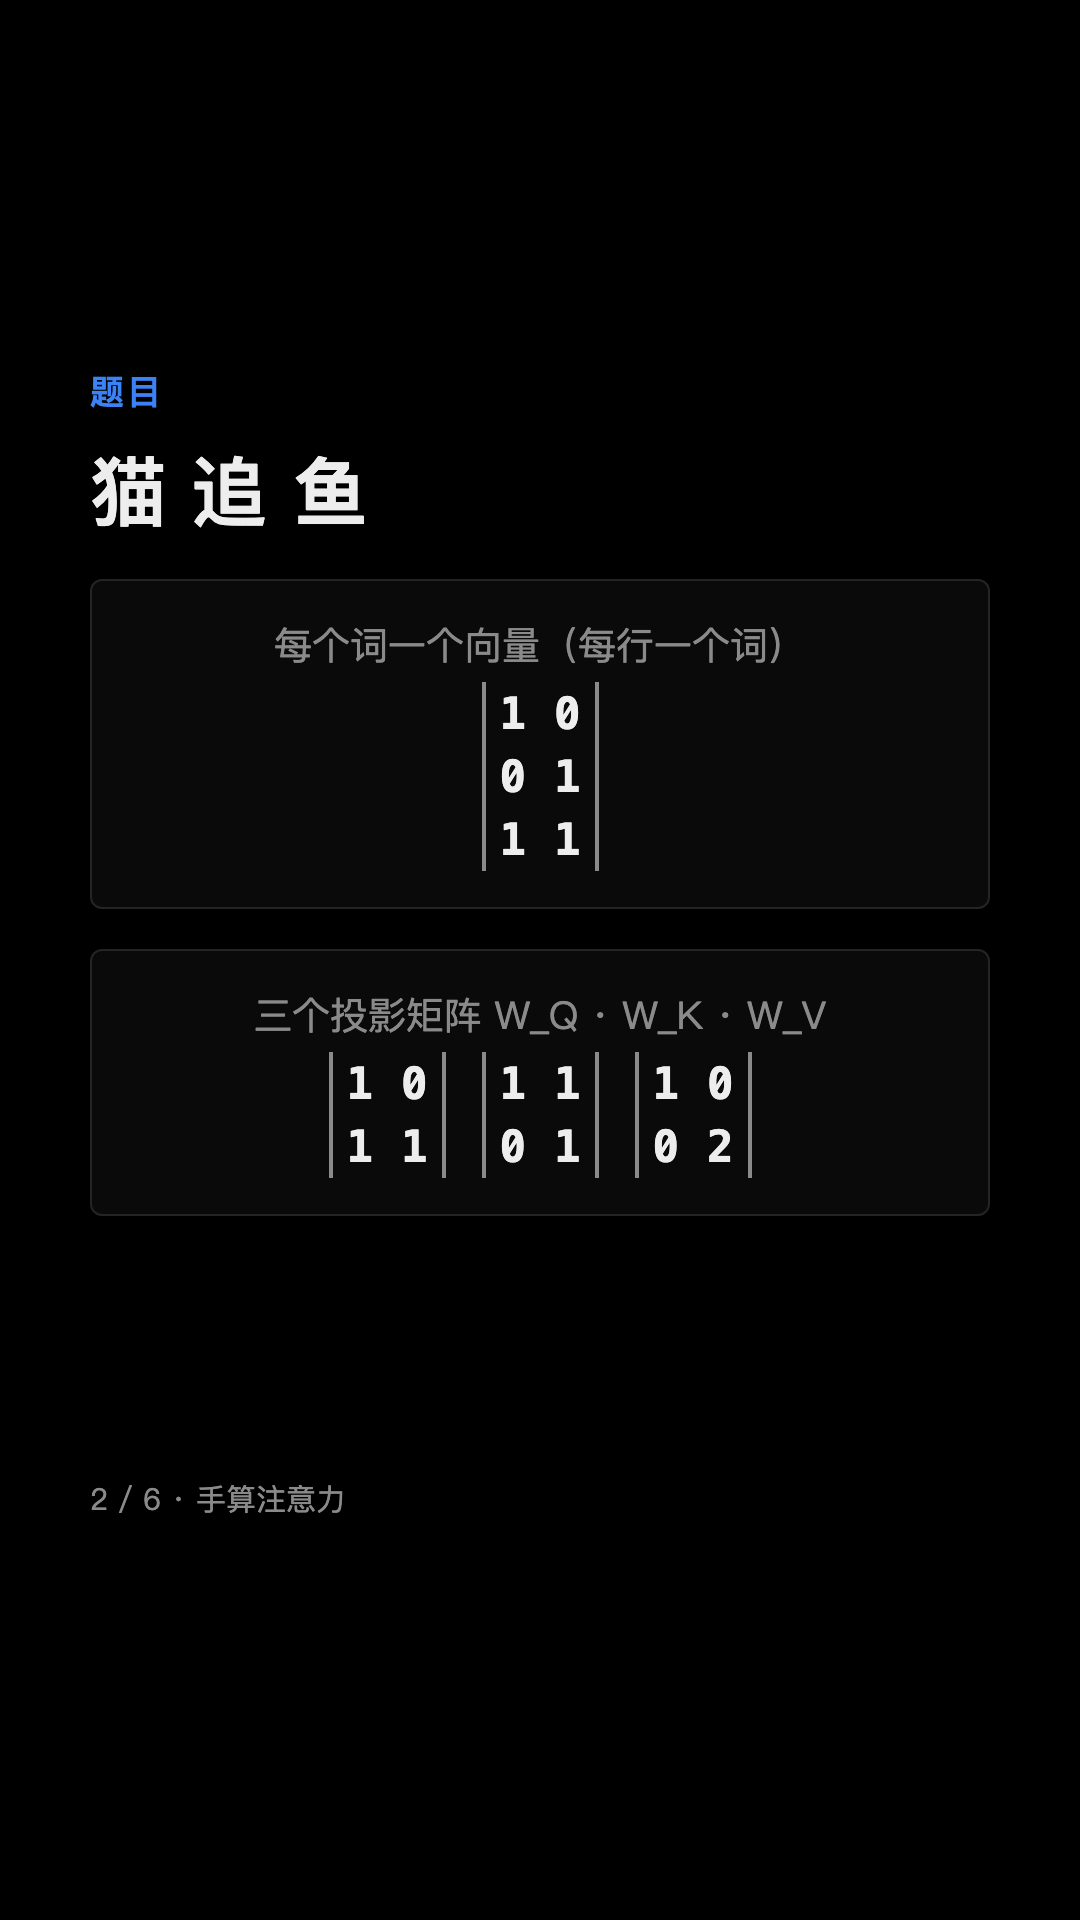 题目
猫 追 鱼
每个词一个向量（每行一个词）
1 0
0 1
1 1
三个投影矩阵 W_Q · W_K · W_V
1 0 1 1 1 0
1 1 0 1 0 2
2 / 6 · 手算注意力